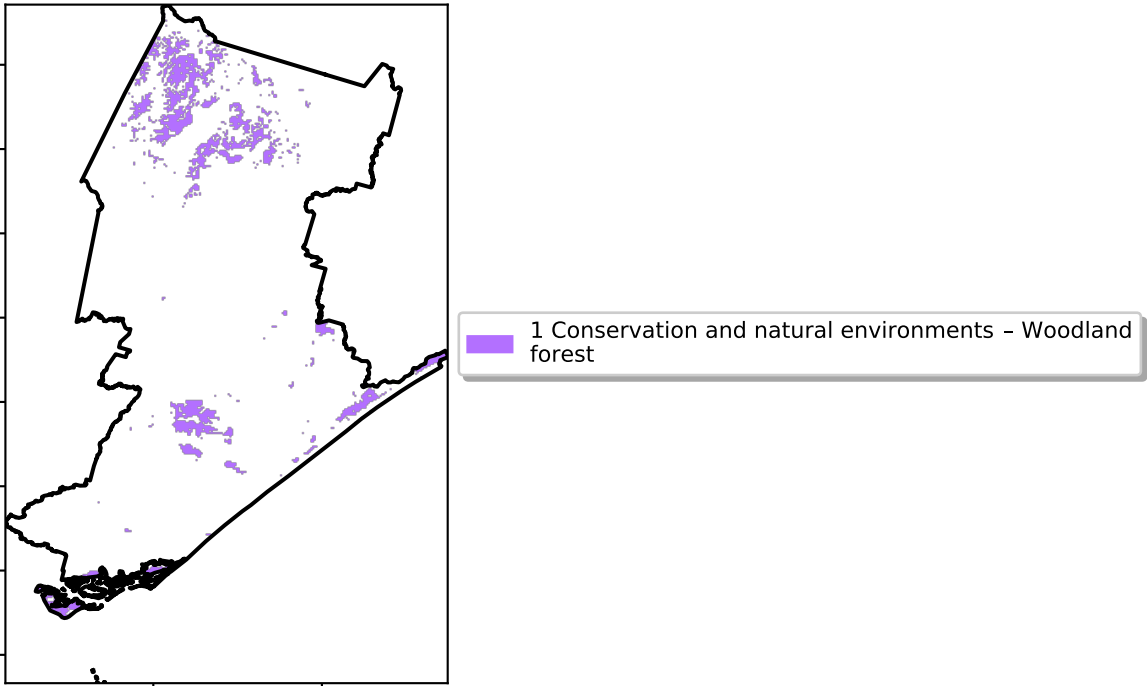 1 Conservation and natural environments – Woodland
forest